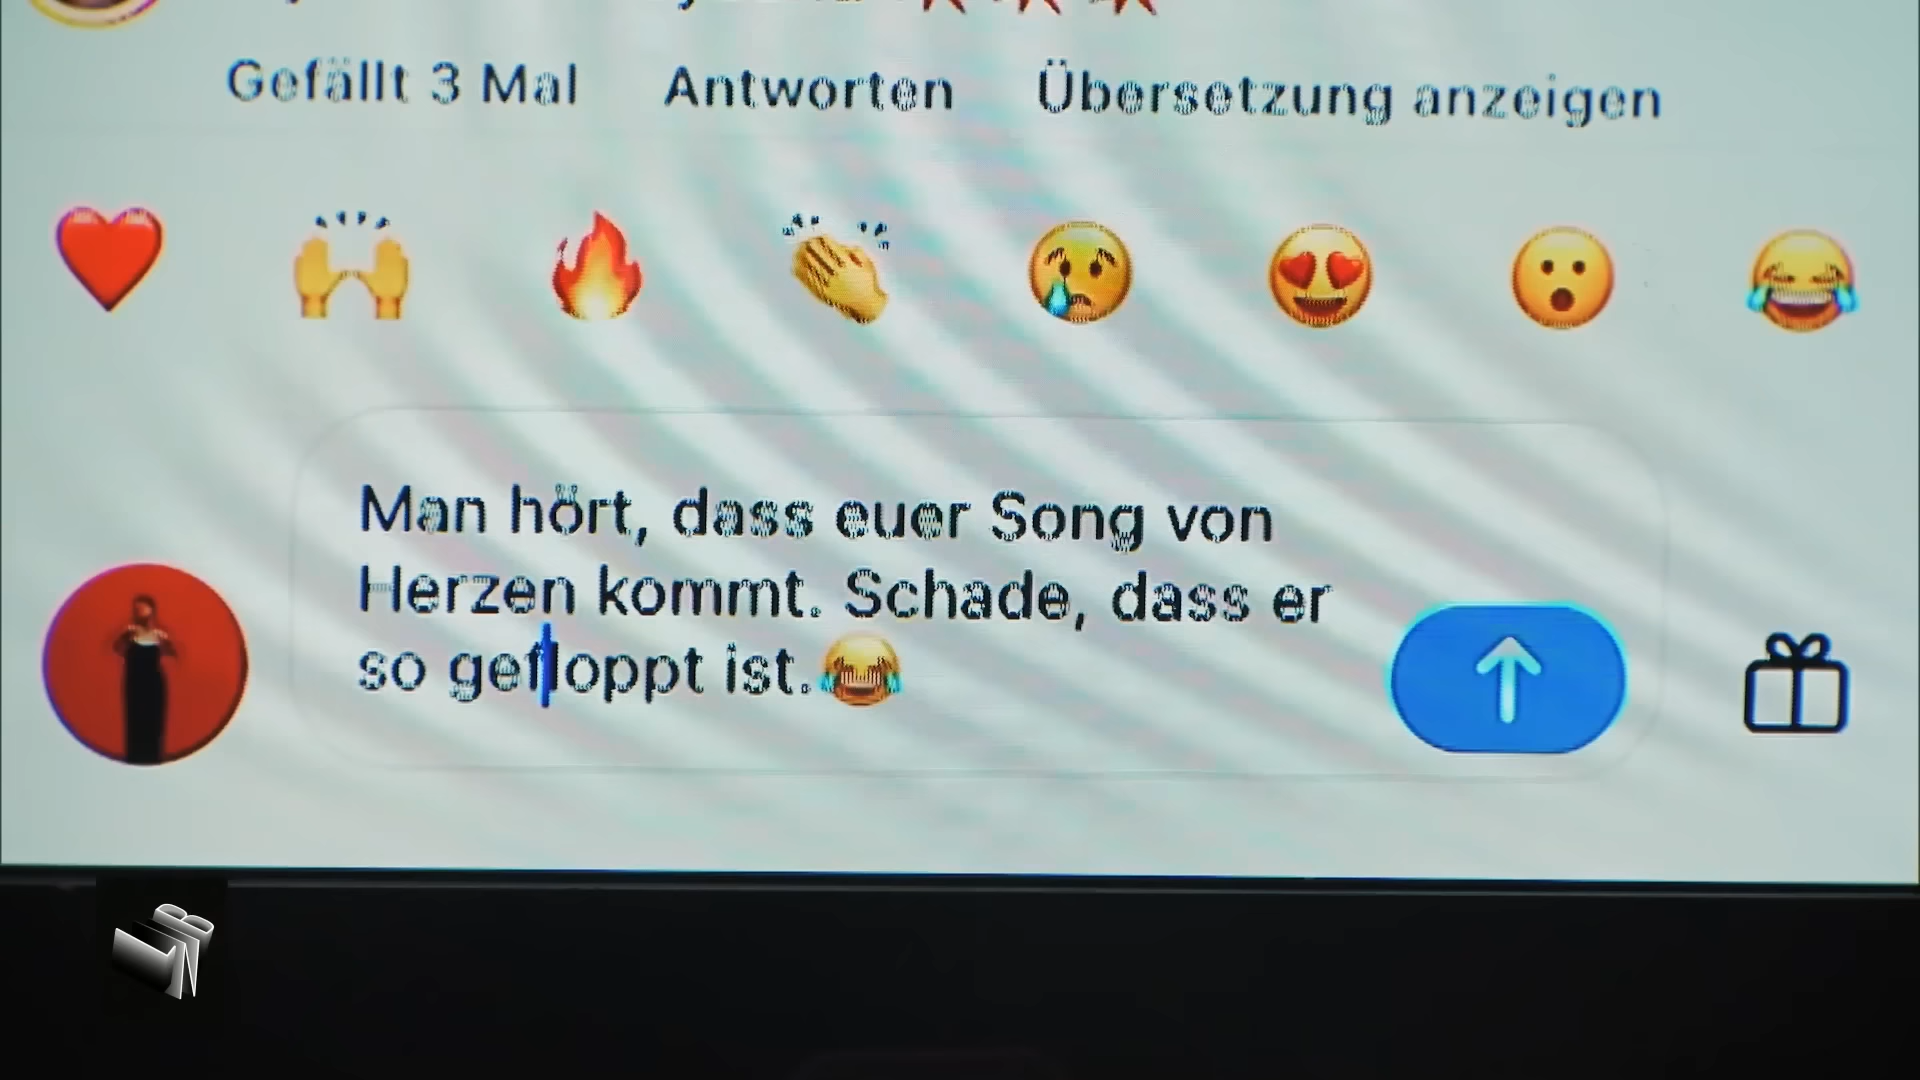 Gefällt 3 Mal Antworten Übersetzung anzeigen
Man hört, dass euer Song von
Herzen kommt. Schade, dass er
so gefloppt ist.😂